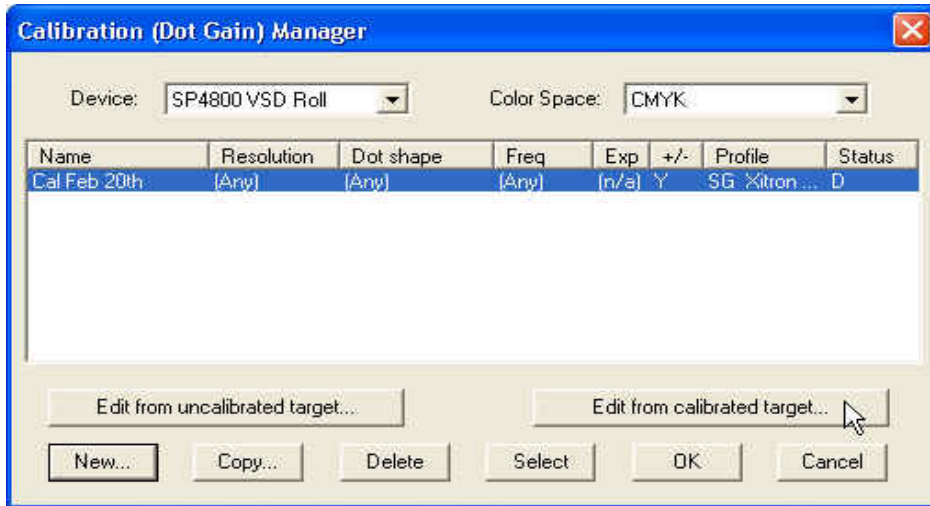 Calibration (Dot Gain) Manager
Device: SP4800 VSD Roll Color Space: CMYK
Name Resolution Dot shape Freq Exp +/- Profile Status
Cal Feb 20th (Any) (Any) (Any) (n/a) Y SG Xitron ... D
Edit from uncalibrated target... Edit from calibrated target...
New... Copy... Delete Select OK Cancel